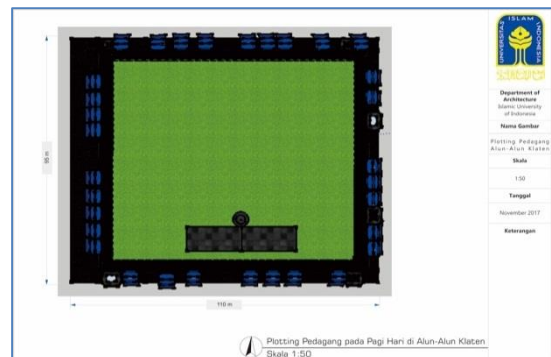 95 m
110 m
Plotting Pedagang pada Pagi Hari di Alun-Alun Klaten
Skala 1:50
UNIVERSITAS
ISLAM
INDONESIA
Department of
Architecture
Islamic University
of Indonesia
Nama Gambar
Plotting Pedagang
Alun-Alun Klaten
Skala
1:50
Tanggal
November 2017
Keterangan